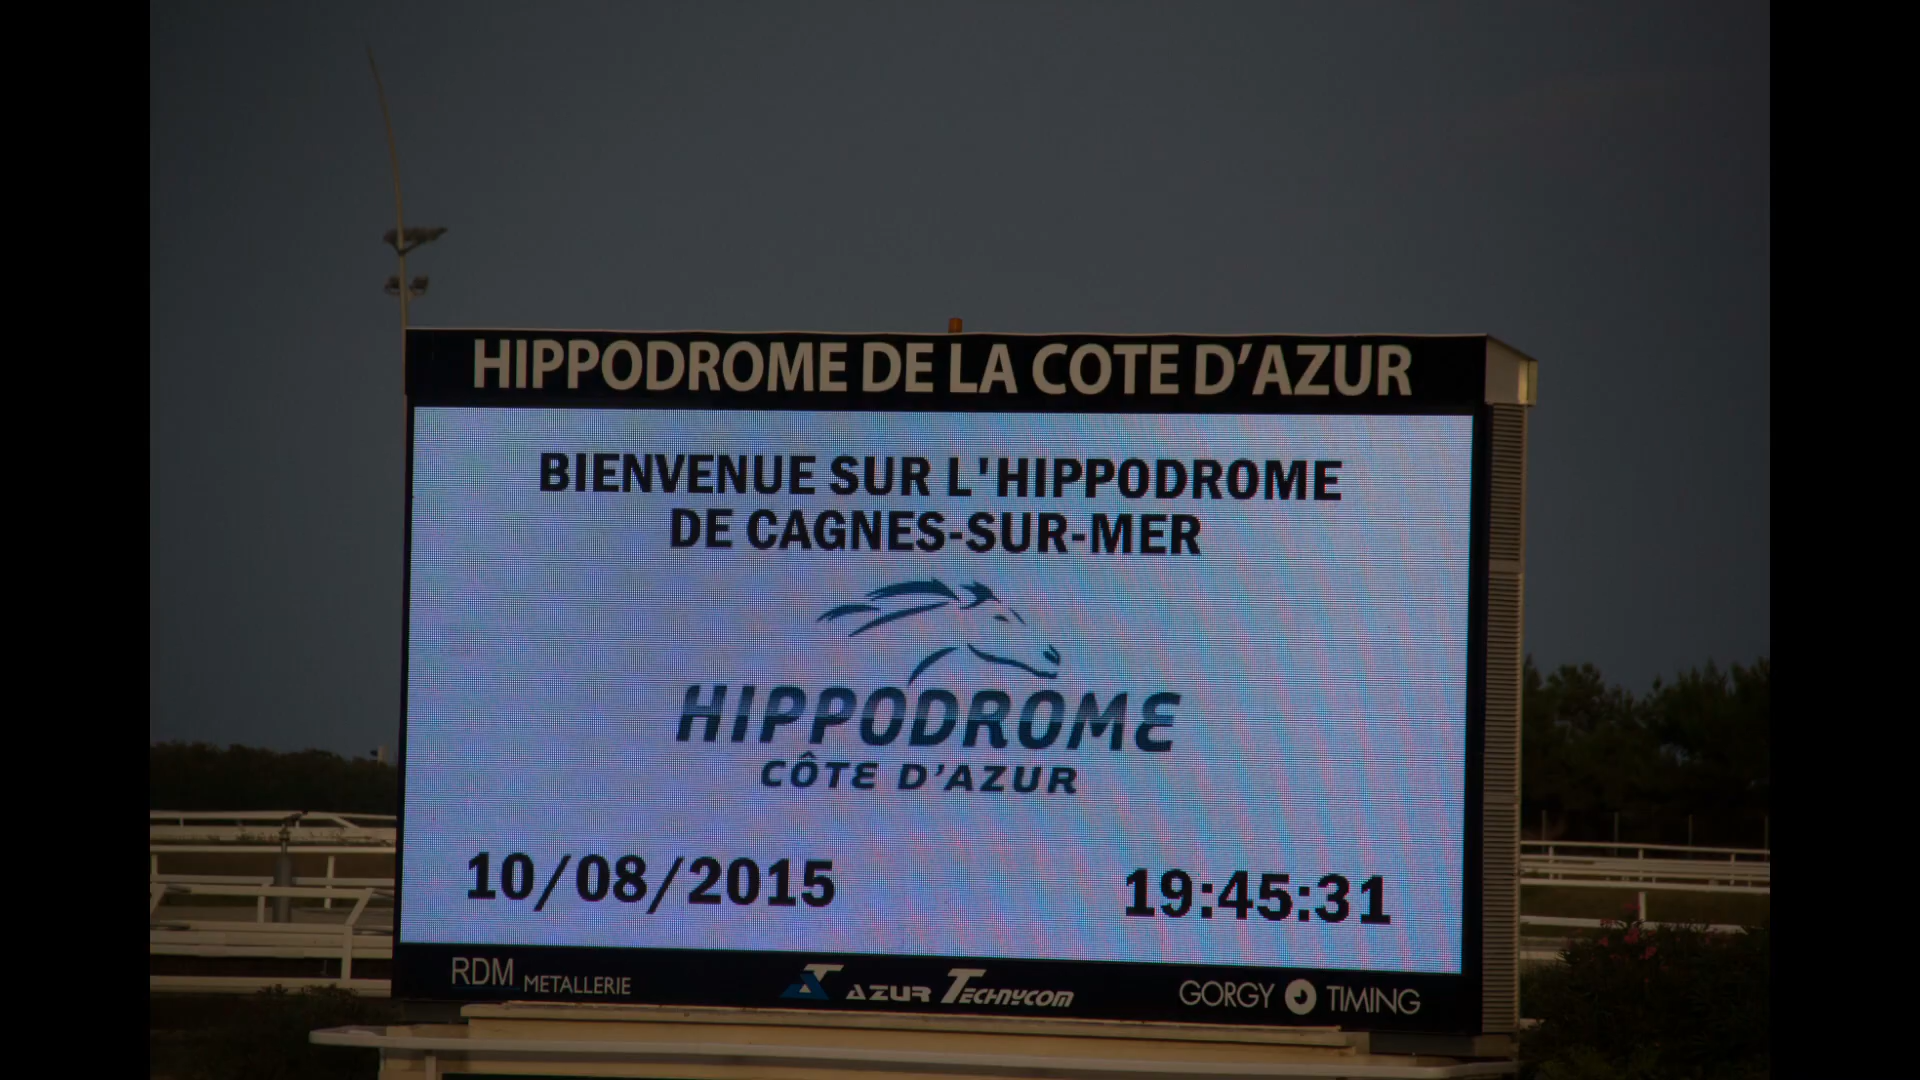 HIPPODROME DE LA COTE D’AZUR
BIENVENUE SUR L'HIPPODROME
DE CAGNES-SUR-MER
HIPPODROME
CÔTE D’AZUR
10/08/2015 19:45:31
RDM METALLERIE AZUR TECHNYCOM GORGY TIMING